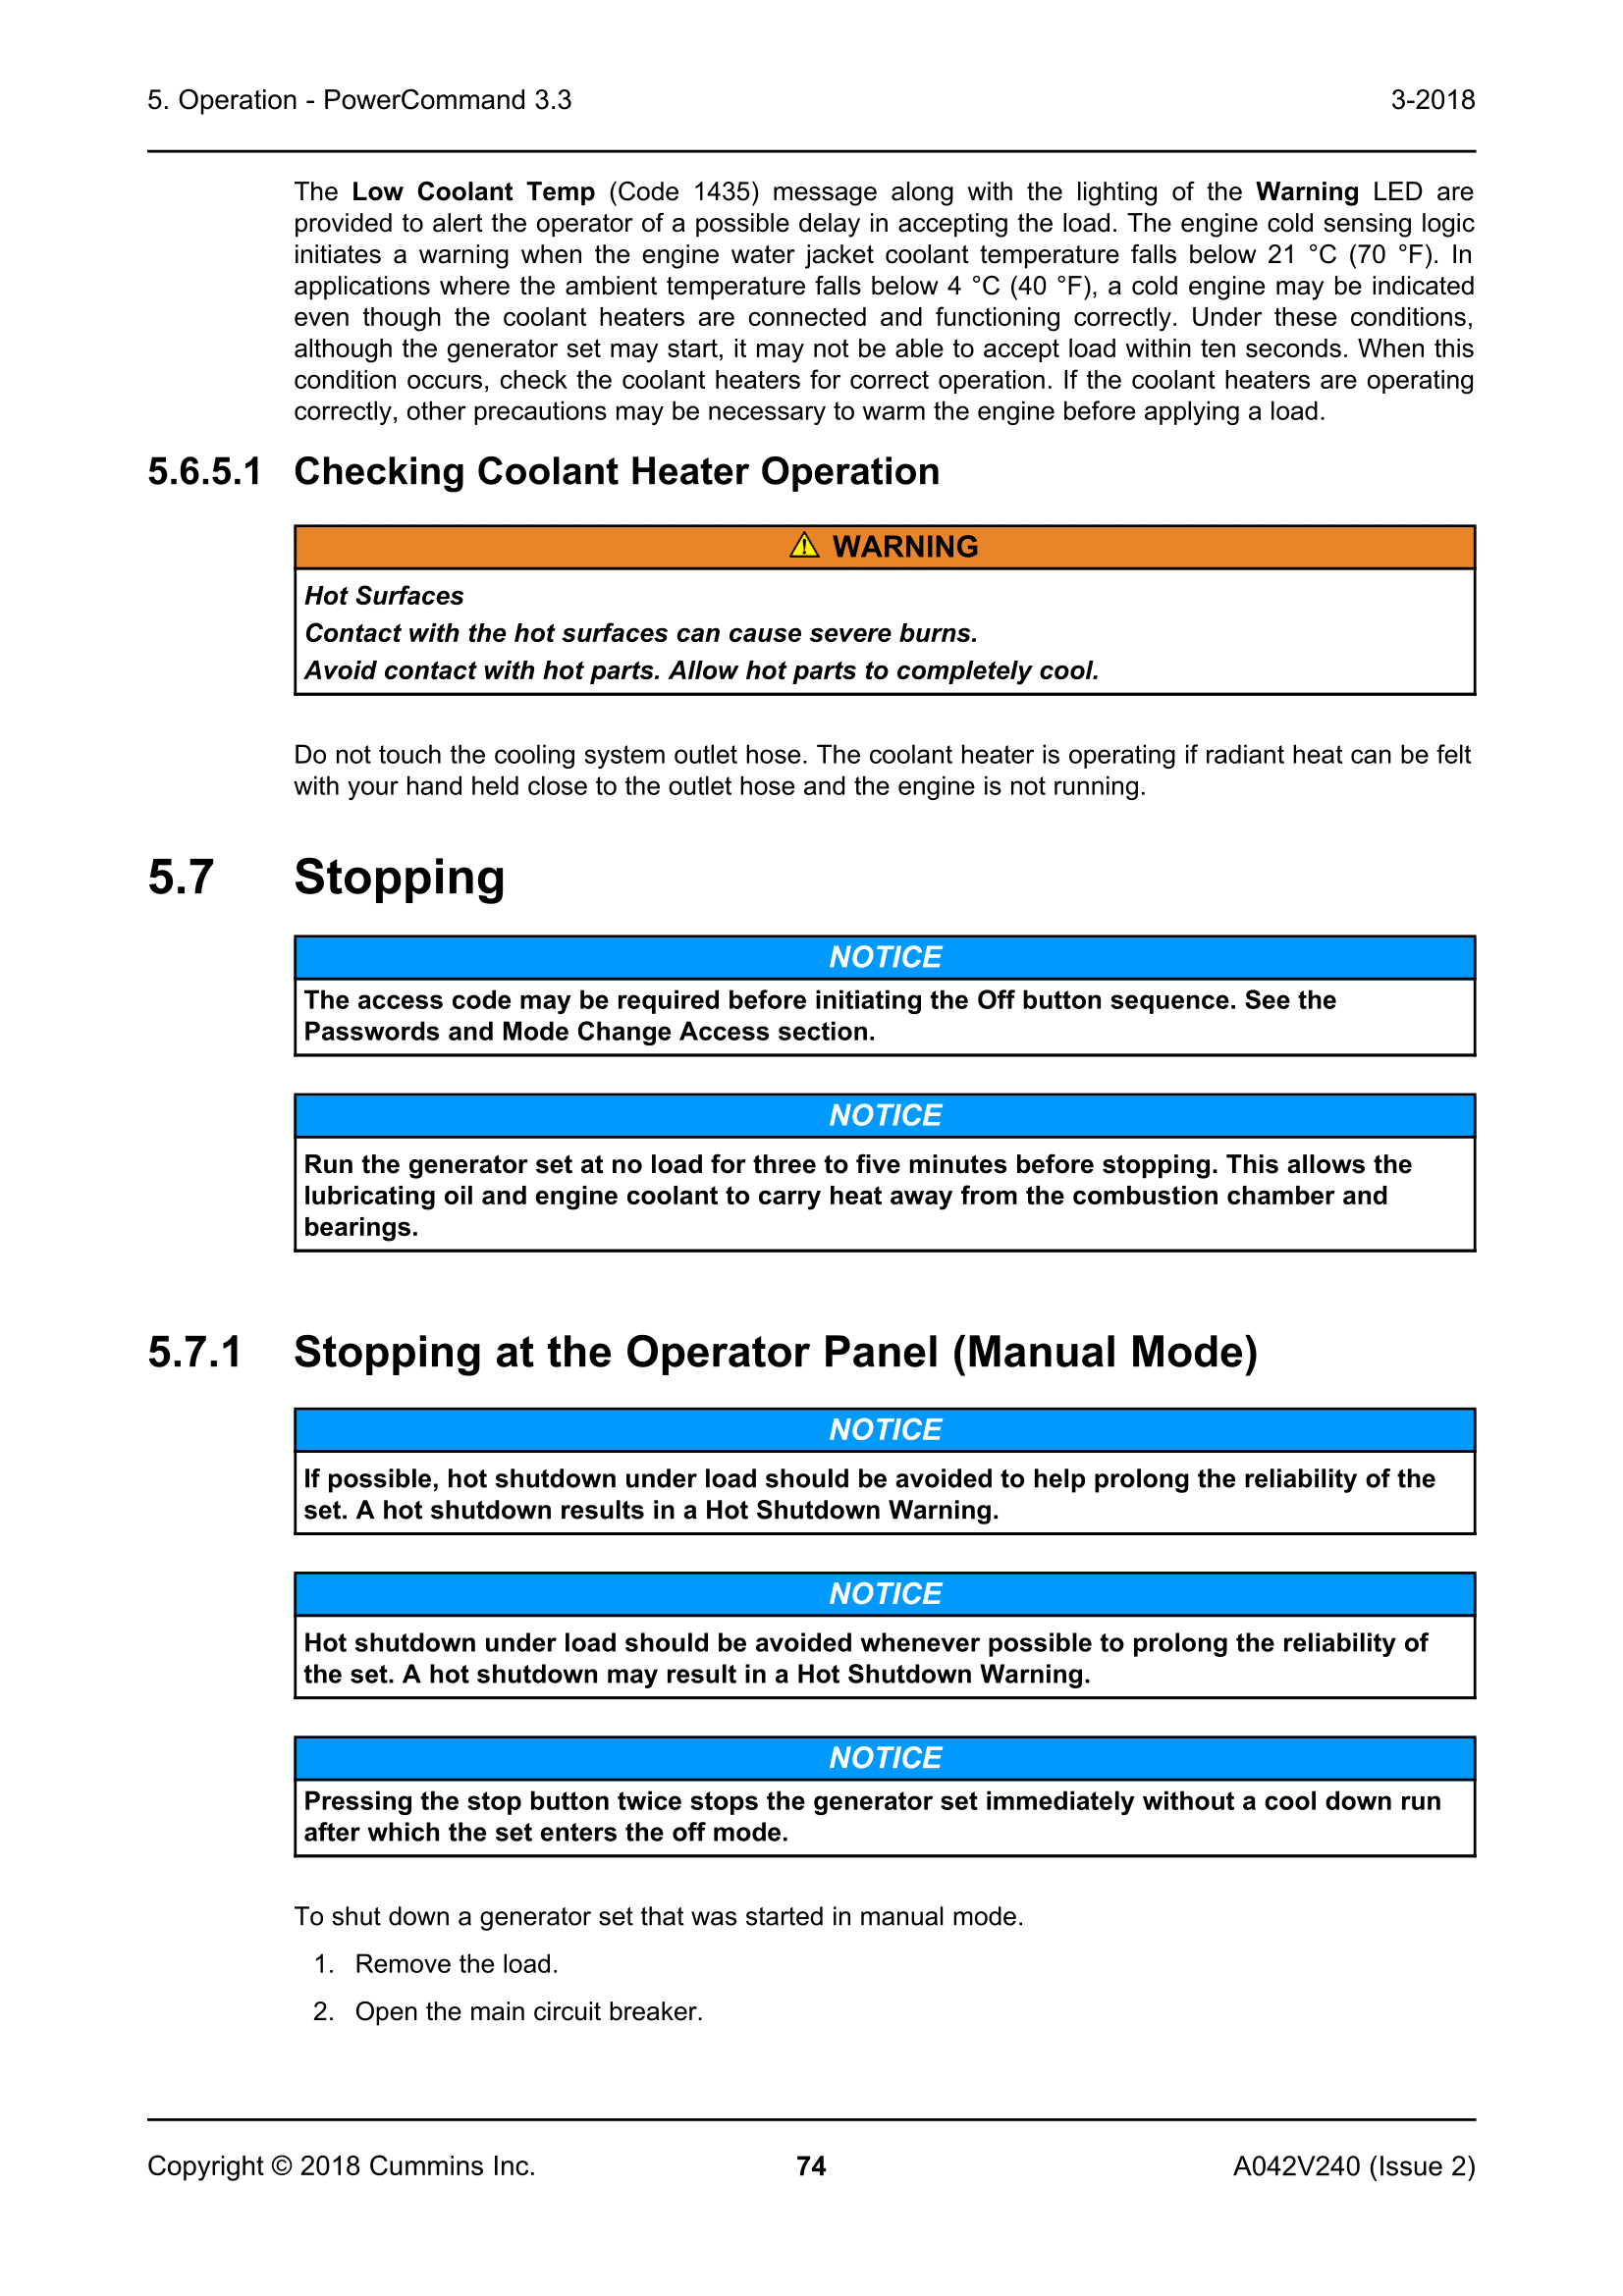 5. Operation - PowerCommand 3.3 3-2018
The Low Coolant Temp (Code 1435) message along with the lighting of the Warning LED are
provided to alert the operator of a possible delay in accepting the load. The engine cold sensing logic
initiates a warning when the engine water jacket coolant temperature falls below 21 °C (70 °F). In
applications where the ambient temperature falls below 4 °C (40 °F), a cold engine may be indicated
even though the coolant heaters are connected and functioning correctly. Under these conditions,
although the generator set may start, it may not be able to accept load within ten seconds. When this
condition occurs, check the coolant heaters for correct operation. If the coolant heaters are operating
correctly, other precautions may be necessary to warm the engine before applying a load.
5.6.5.1 Checking Coolant Heater Operation
WARNING
Hot Surfaces
Contact with the hot surfaces can cause severe burns.
Avoid contact with hot parts. Allow hot parts to completely cool.
Do not touch the cooling system outlet hose. The coolant heater is operating if radiant heat can be felt
with your hand held close to the outlet hose and the engine is not running.
5.7 Stopping
NOTICE
The access code may be required before initiating the Off button sequence. See the
Passwords and Mode Change Access section.
NOTICE
Run the generator set at no load for three to five minutes before stopping. This allows the
lubricating oil and engine coolant to carry heat away from the combustion chamber and
bearings.
5.7.1 Stopping at the Operator Panel (Manual Mode)
NOTICE
If possible, hot shutdown under load should be avoided to help prolong the reliability of the
set. A hot shutdown results in a Hot Shutdown Warning.
NOTICE
Hot shutdown under load should be avoided whenever possible to prolong the reliability of
the set. A hot shutdown may result in a Hot Shutdown Warning.
NOTICE
Pressing the stop button twice stops the generator set immediately without a cool down run
after which the set enters the off mode.
To shut down a generator set that was started in manual mode.
1. Remove the load.
2. Open the main circuit breaker.
Copyright © 2018 Cummins Inc. 74 A042V240 (Issue 2)